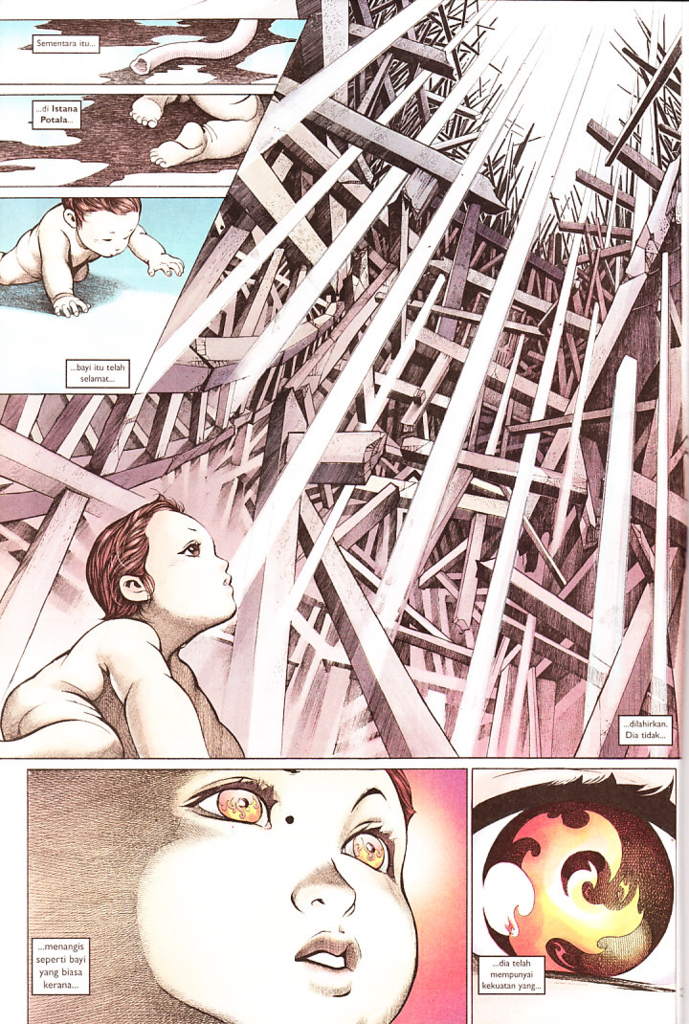 Sementara itu...
...di Istana
Potala...
...bayi itu telah
selamat...
...dilahirkan.
Dia tidak...
...menangis
seperti bayi
yang biasa
kerana...
...dia telah
mempunyai
kekuatan yang...